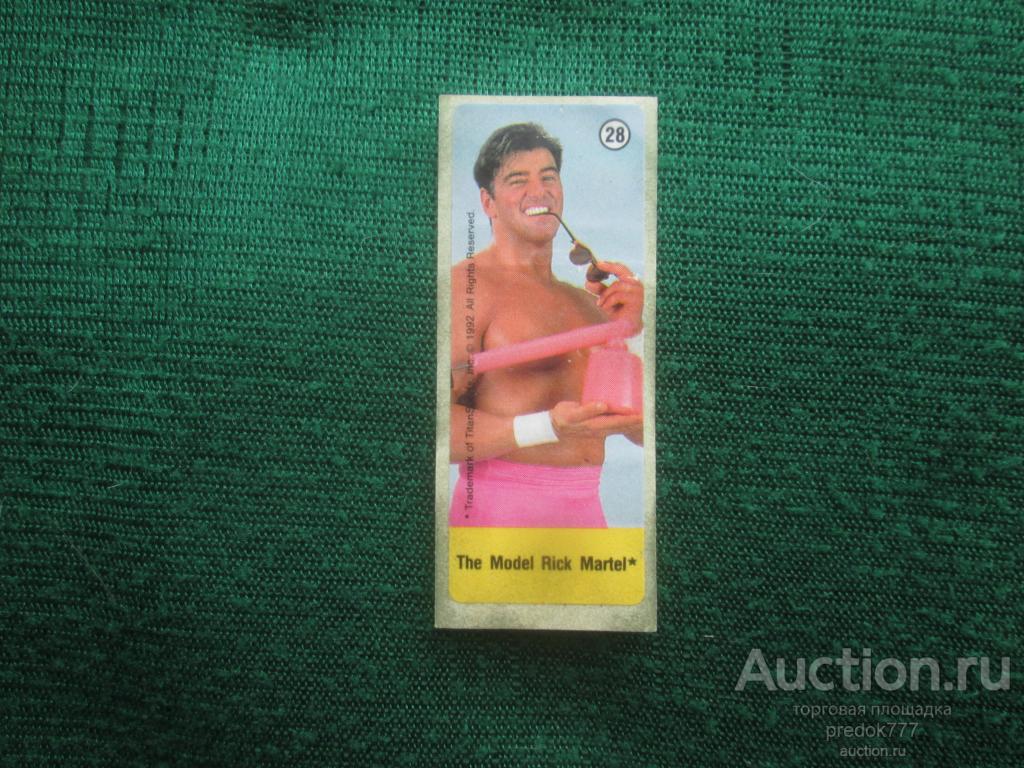 28
* Trademark of TitanSports, Inc. © 1992. All Rights Reserved.
The Model Rick Martel*
Auction.ru
торговая площадка
predok777
auction.ru